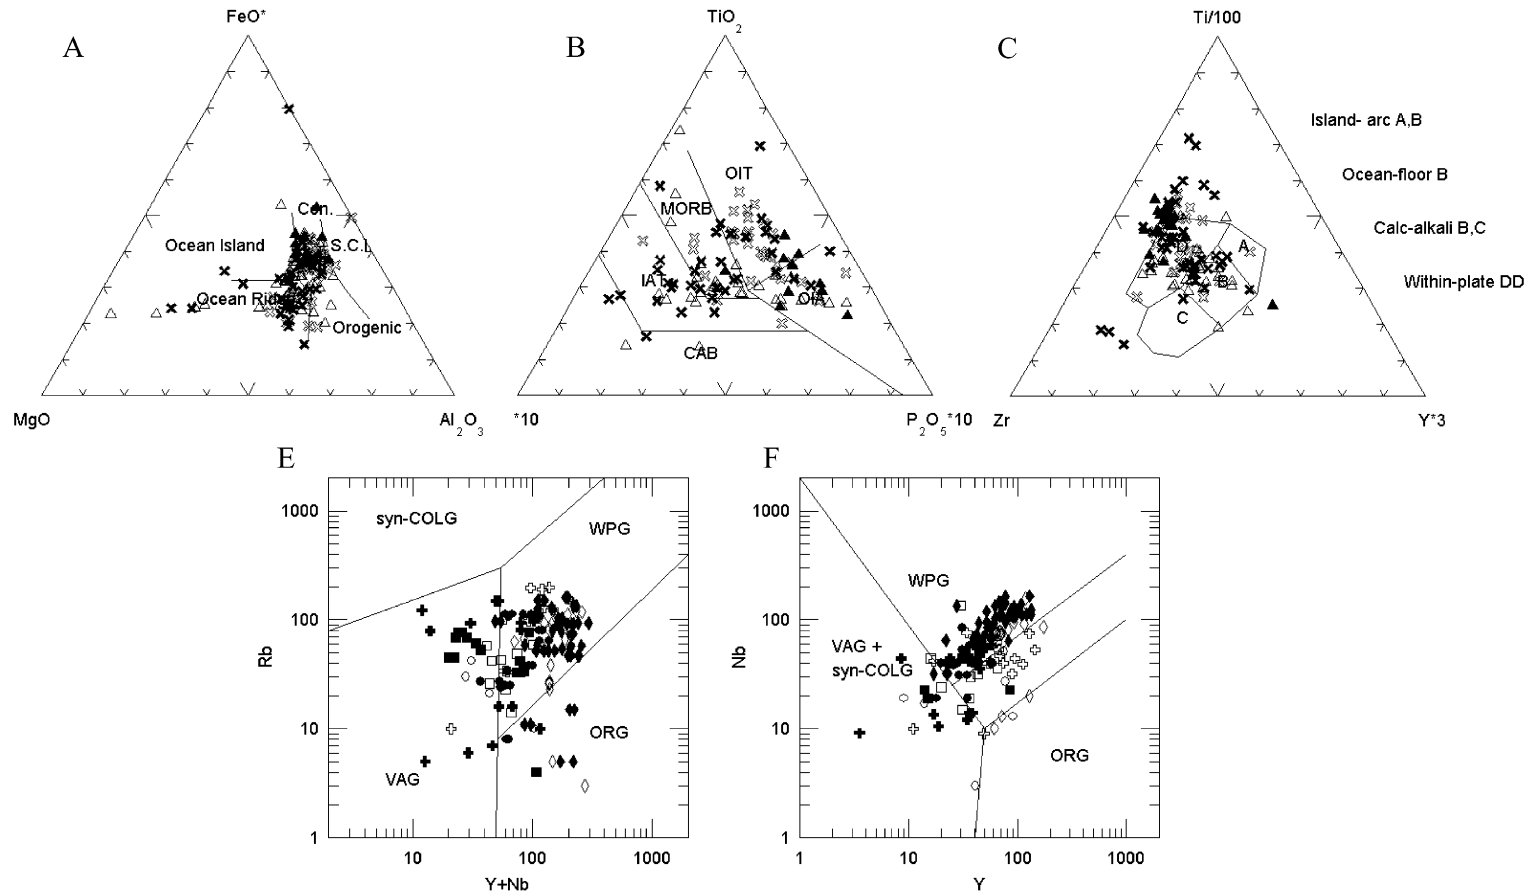 FeO*
A
Con.
Ocean Island
S.C.I.
Ocean Ridge
Orogenic
MgO
Al2O3
TiO2
B
OIT
MORB
IAT
OIA
CAB
*10
P2O5*10
Ti/100
C
D
A
B
C
Zr
Y*3
Island- arc A,B
Ocean-floor B
Calc-alkali B,C
Within-plate DD
E
syn-COLG
WPG
VAG
ORG
1000
100
10
1
Rb
10
100
1000
Y+Nb
F
WPG
VAG +
syn-COLG
ORG
1000
100
10
1
Nb
1
10
100
1000
Y